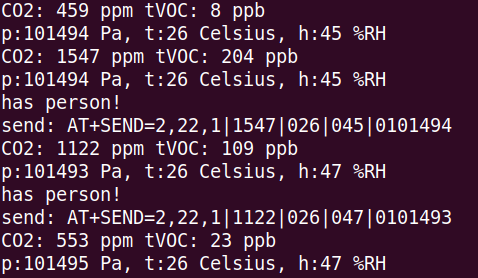 CO2: 459 ppm tVOC: 8 ppb
p:101494 Pa, t:26 Celsius, h:45 %RH
CO2: 1547 ppm tVOC: 204 ppb
p:101494 Pa, t:26 Celsius, h:45 %RH
has person!
send: AT+SEND=2,22,1|1547|026|045|0101494
CO2: 1122 ppm tVOC: 109 ppb
p:101493 Pa, t:26 Celsius, h:47 %RH
has person!
send: AT+SEND=2,22,1|1122|026|047|0101493
CO2: 553 ppm tVOC: 23 ppb
p:101495 Pa, t:26 Celsius, h:47 %RH